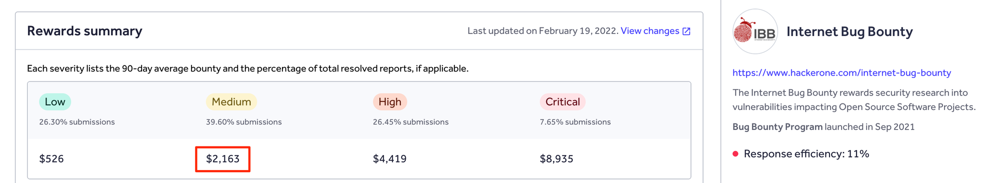 Rewards summary
Last updated on February 19, 2022. View changes
Each severity lists the 90-day average bounty and the percentage of total resolved reports, if applicable.
Low Medium High Critical
26.30% submissions 39.60% submissions 26.45% submissions 7.65% submissions
$526 $2,163 $4,419 $8,935
IBB
INTERNET BUG BOUNTY
Internet Bug Bounty
https://www.hackerone.com/internet-bug-bounty
The Internet Bug Bounty rewards security research into
vulnerabilities impacting Open Source Software Projects.
Bug Bounty Program launched in Sep 2021
Response efficiency: 11%